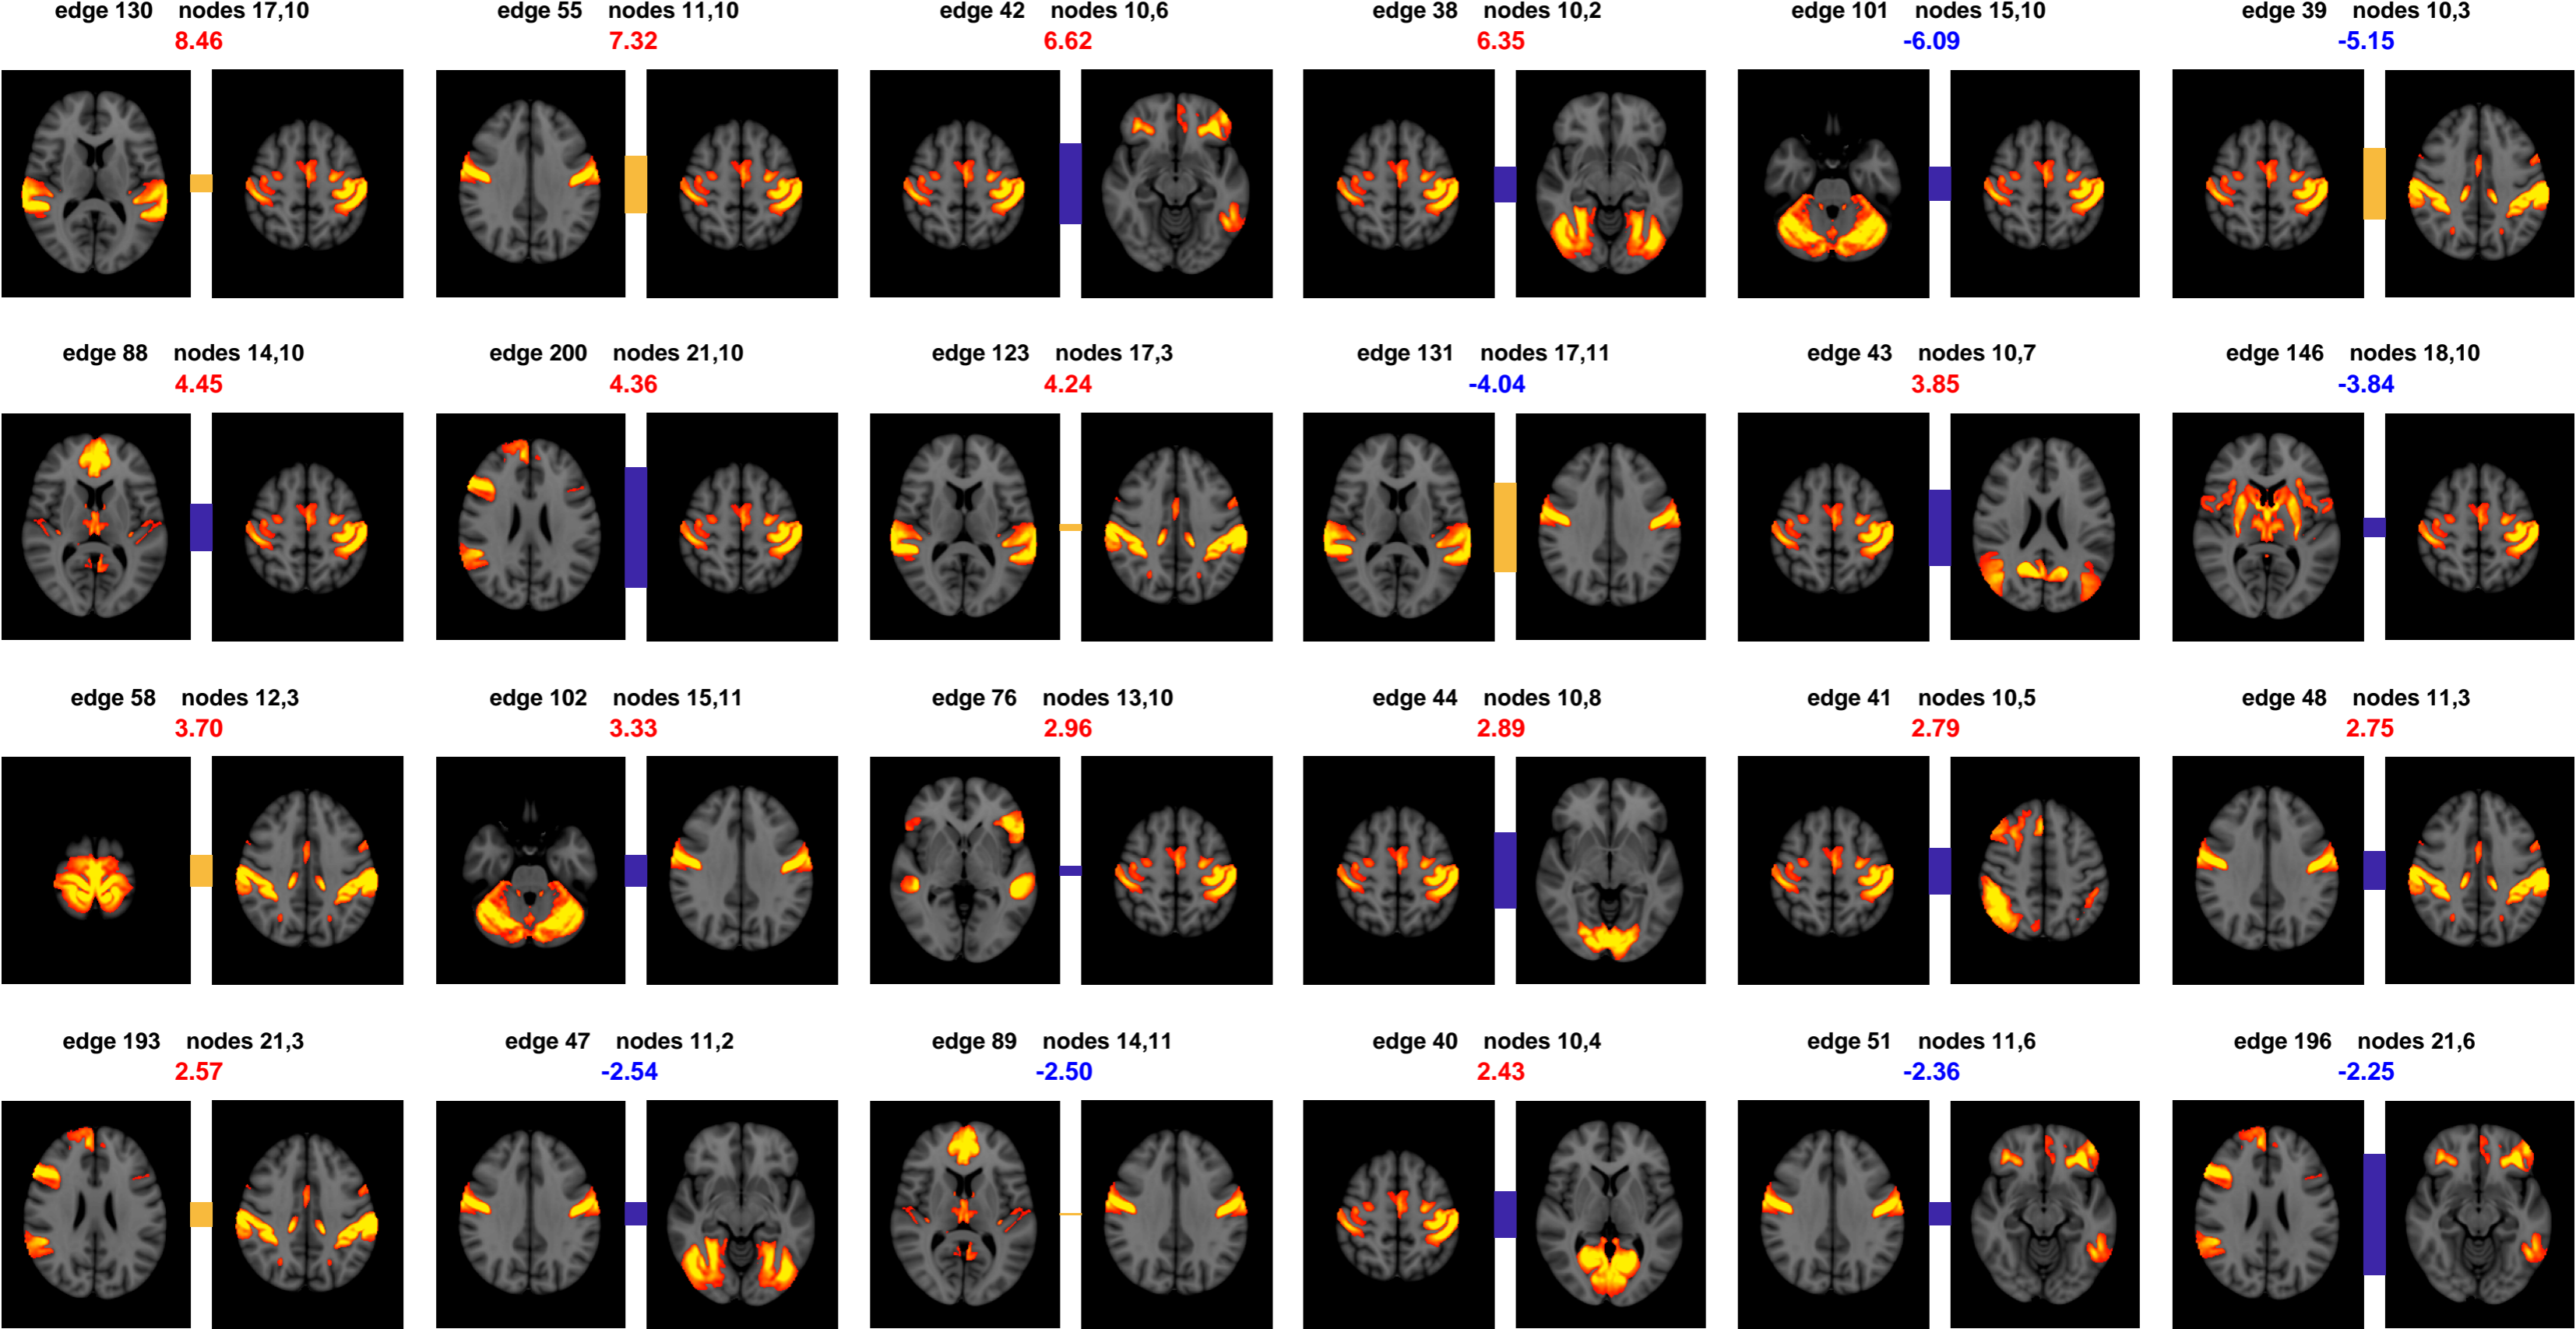 edge 130 nodes 17,10
8.46
edge 55 nodes 11,10
7.32
edge 42 nodes 10,6
6.62
edge 38 nodes 10,2
6.35
edge 101 nodes 15,10
-6.09
edge 39 nodes 10,3
-5.15
edge 88 nodes 14,10
4.45
edge 200 nodes 21,10
4.36
edge 123 nodes 17,3
4.24
edge 131 nodes 17,11
-4.04
edge 43 nodes 10,7
3.85
edge 146 nodes 18,10
-3.84
edge 58 nodes 12,3
3.70
edge 102 nodes 15,11
3.33
edge 76 nodes 13,10
2.96
edge 44 nodes 10,8
2.89
edge 41 nodes 10,5
2.79
edge 48 nodes 11,3
2.75
edge 193 nodes 21,3
2.57
edge 47 nodes 11,2
-2.54
edge 89 nodes 14,11
-2.50
edge 40 nodes 10,4
2.43
edge 51 nodes 11,6
-2.36
edge 196 nodes 21,6
-2.25